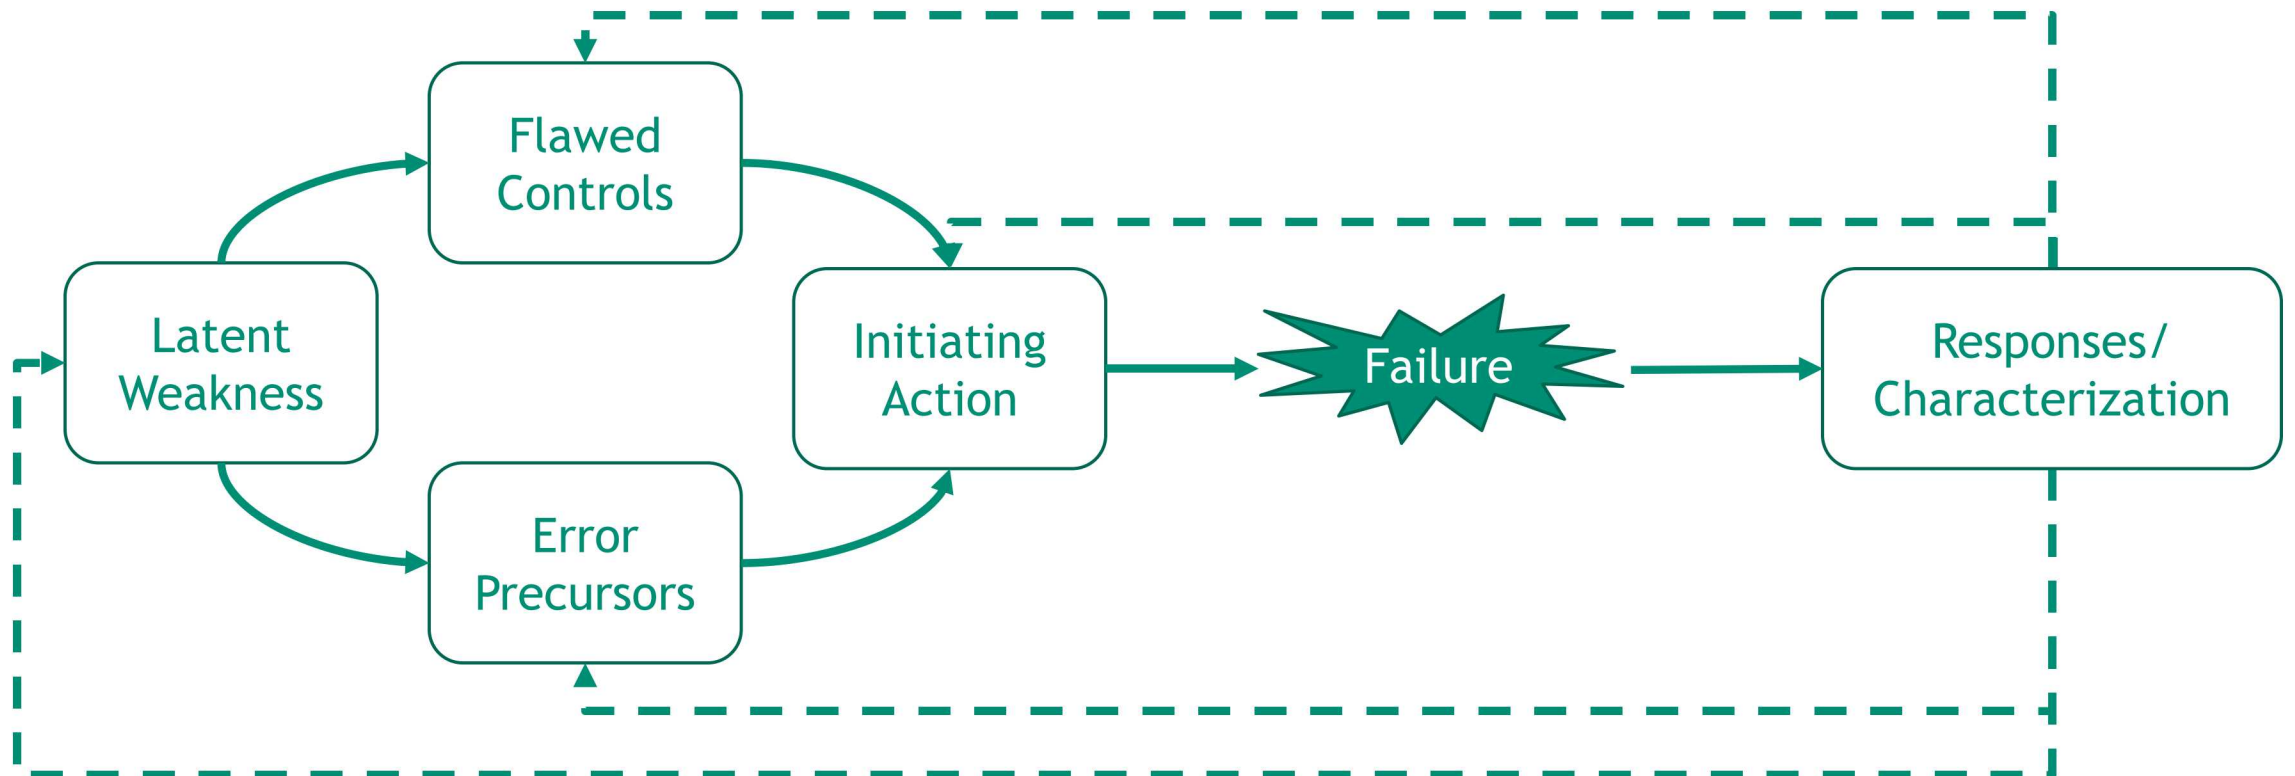 Flawed
Controls
Latent
Weakness
Initiating
Action
Failure
Responses/
Characterization
Error
Precursors